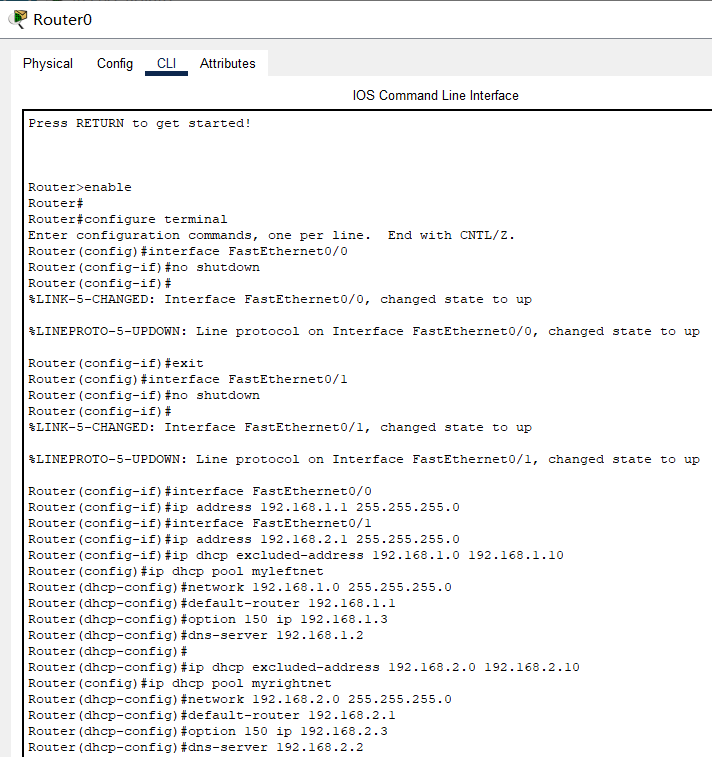 Router0
Physical Config CLI Attributes
IOS Command Line Interface
Press RETURN to get started!
Router>enable
Router#
Router#configure terminal
Enter configuration commands, one per line.  End with CNTL/Z.
Router(config)#interface FastEthernet0/0
Router(config-if)#no shutdown
Router(config-if)#
%LINK-5-CHANGED: Interface FastEthernet0/0, changed state to up
%LINEPROTO-5-UPDOWN: Line protocol on Interface FastEthernet0/0, changed state to up
Router(config-if)#exit
Router(config)#interface FastEthernet0/1
Router(config-if)#no shutdown
Router(config-if)#
%LINK-5-CHANGED: Interface FastEthernet0/1, changed state to up
%LINEPROTO-5-UPDOWN: Line protocol on Interface FastEthernet0/1, changed state to up
Router(config-if)#interface FastEthernet0/0
Router(config-if)#ip address 192.168.1.1 255.255.255.0
Router(config-if)#interface FastEthernet0/1
Router(config-if)#ip address 192.168.2.1 255.255.255.0
Router(config-if)#ip dhcp excluded-address 192.168.1.0 192.168.1.10
Router(config)#ip dhcp pool myleftnet
Router(dhcp-config)#network 192.168.1.0 255.255.255.0
Router(dhcp-config)#default-router 192.168.1.1
Router(dhcp-config)#option 150 ip 192.168.1.3
Router(dhcp-config)#dns-server 192.168.1.2
Router(dhcp-config)#
Router(dhcp-config)#ip dhcp excluded-address 192.168.2.0 192.168.2.10
Router(config)#ip dhcp pool myrightnet
Router(dhcp-config)#network 192.168.2.0 255.255.255.0
Router(dhcp-config)#default-router 192.168.2.1
Router(dhcp-config)#option 150 ip 192.168.2.3
Router(dhcp-config)#dns-server 192.168.2.2